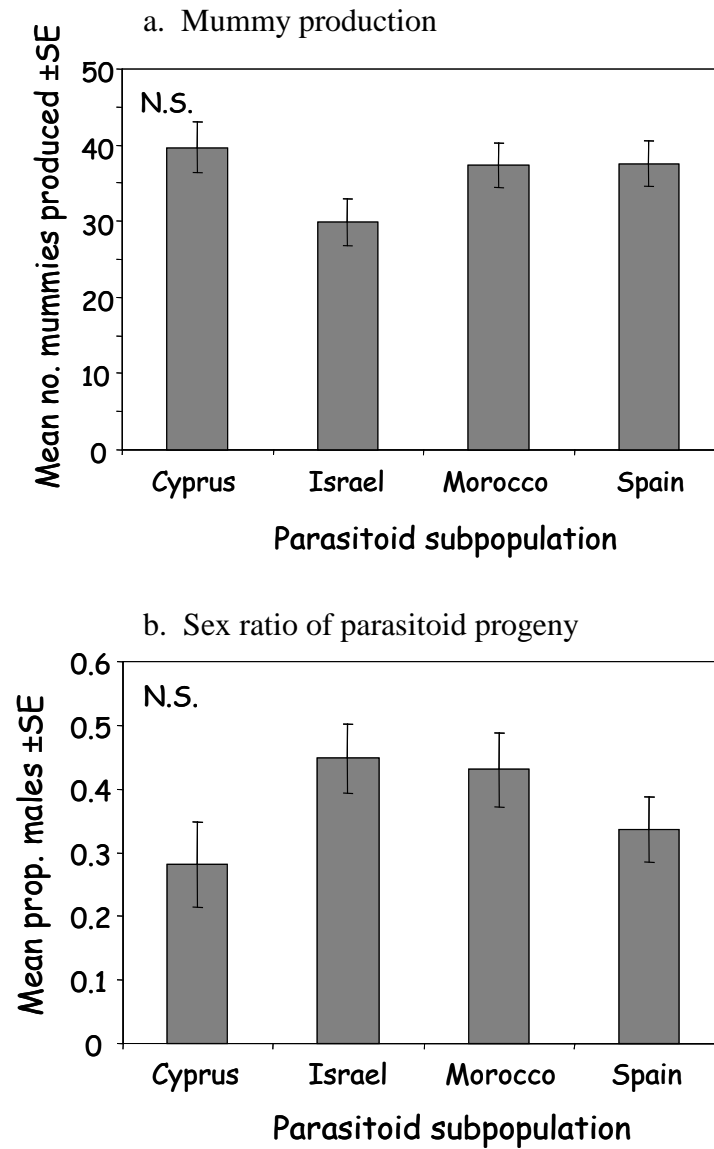 a. Mummy production
Mean no. mummies produced ±SE
50
40
30
20
10
0
N.S.
Cyprus Israel Morocco Spain
Parasitoid subpopulation
b. Sex ratio of parasitoid progeny
Mean prop. males ±SE
0.6
0.5
0.4
0.3
0.2
0.1
0
N.S.
Cyprus Israel Morocco Spain
Parasitoid subpopulation